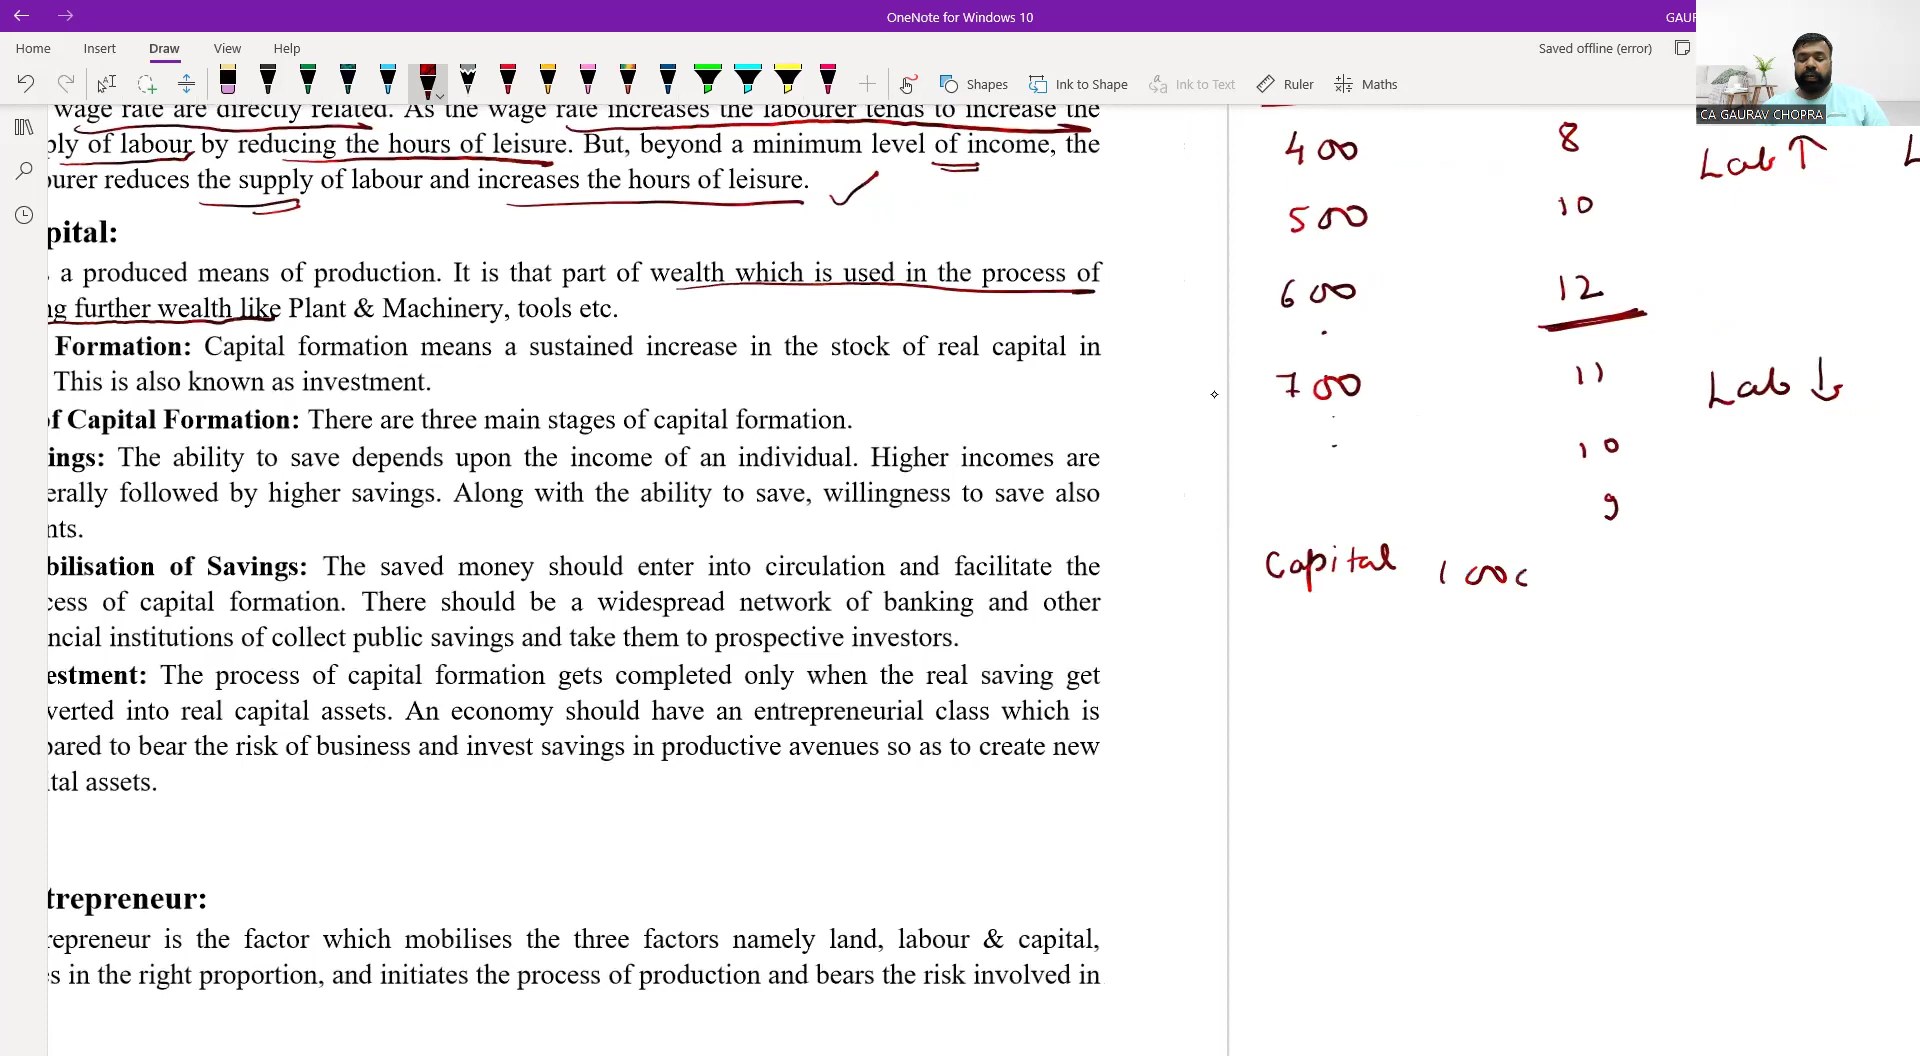 OneNote for Windows 10
GAUR
Home Insert Draw View Help
Saved offline (error)
Shapes Ink to Shape Ink to Text Ruler Maths
CA GAURAV CHOPRA
wage rate are directly related. As the wage rate increases the labourer tends to increase the
ply of labour by reducing the hours of leisure. But, beyond a minimum level of income, the
ourer reduces the supply of labour and increases the hours of leisure.
pital:
a produced means of production. It is that part of wealth which is used in the process of
ng further wealth like Plant & Machinery, tools etc.
Formation: Capital formation means a sustained increase in the stock of real capital in
This is also known as investment.
of Capital Formation: There are three main stages of capital formation.
ings: The ability to save depends upon the income of an individual. Higher incomes are
erally followed by higher savings. Along with the ability to save, willingness to save also
nts.
bilisation of Savings: The saved money should enter into circulation and facilitate the
cess of capital formation. There should be a widespread network of banking and other
ncial institutions of collect public savings and take them to prospective investors.
estment: The process of capital formation gets completed only when the real saving get
verted into real capital assets. An economy should have an entrepreneurial class which is
pared to bear the risk of business and invest savings in productive avenues so as to create new
ital assets.
trepreneur:
repreneur is the factor which mobilises the three factors namely land, labour & capital,
s in the right proportion, and initiates the process of production and bears the risk involved in
400 8 Lab ↑ L
500 10
600 12
700 11 Lab ↓
10
9
Capital 1000